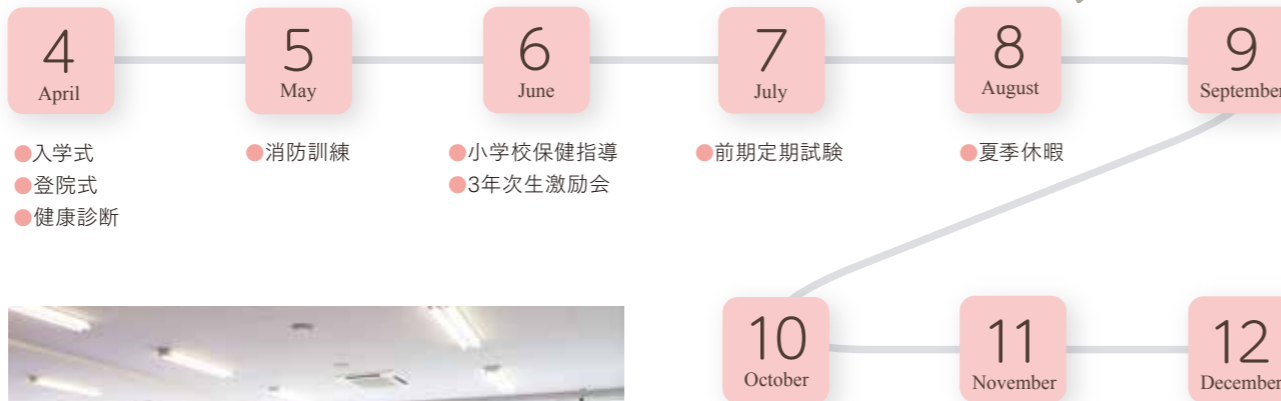 4
April
●入学式
●登院式
●健康診断
5
May
●消防訓練
6
June
●小学校保健指導
●3年次生激励会
7
July
●前期定期試験
8
August
●夏季休暇
9
September
10
October
11
November
12
December